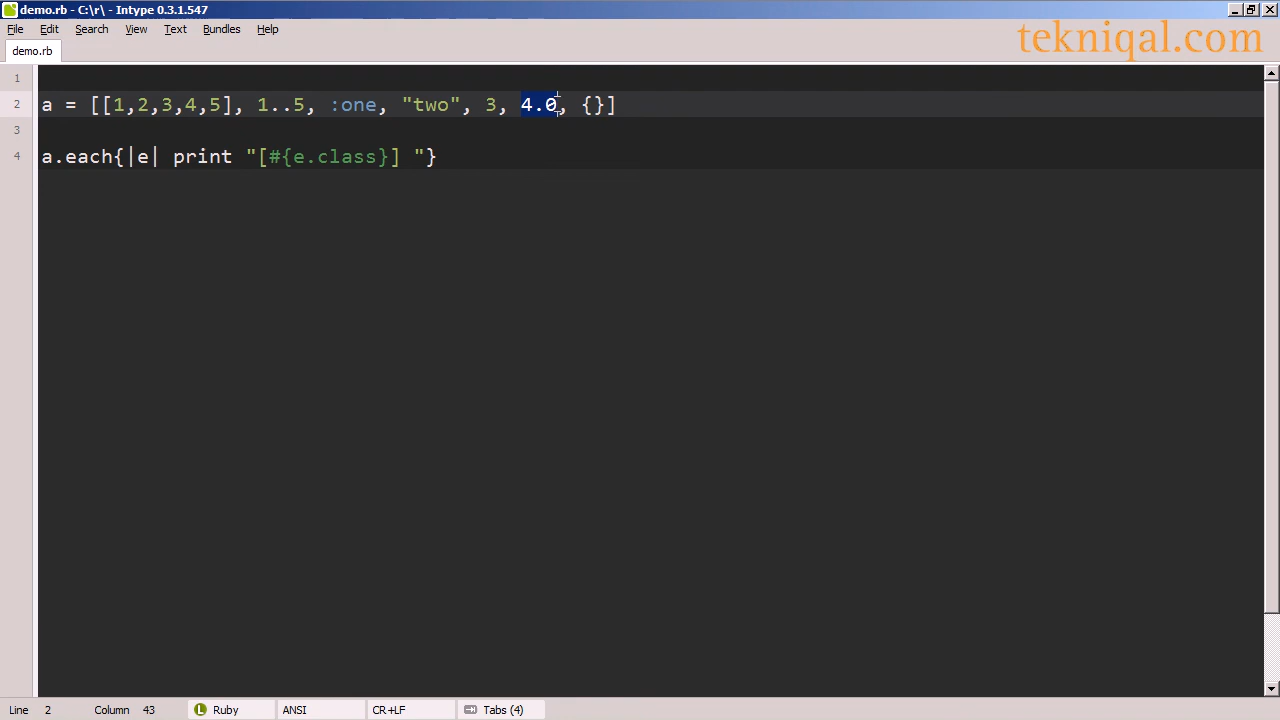 demo.rb - C:\r\ - Intype 0.3.1.547
File Edit Search View Text Bundles Help
tekniqal.com
demo.rb
1
2 a = [[1,2,3,4,5], 1..5, :one, "two", 3, 4.0, {}]
3
4 a.each{|e| print "[#{e.class}] "}
Line 2 Column 43 L Ruby ANSI CR+LF Tabs (4)